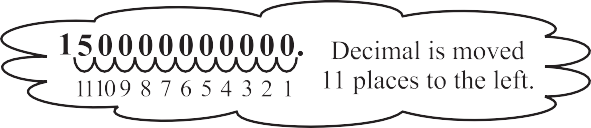 150000000000.
11 10 9 8 7 6 5 4 3 2 1
Decimal is moved
11 places to the left.